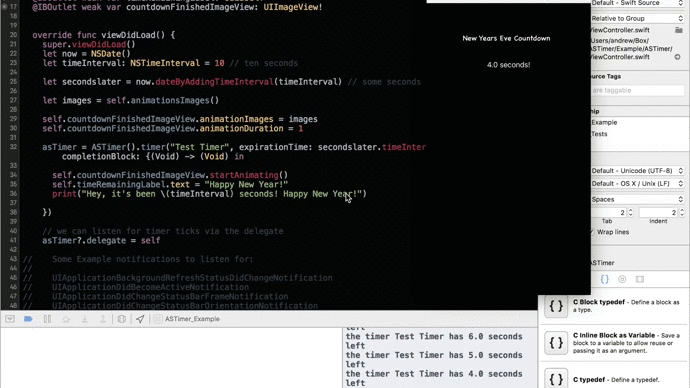 17 @IBOutlet weak var countdownFinishedImageView: UIImageView!
18
19
20 override func viewDidLoad() {
21 super.viewDidLoad()
22 let now = NSDate()
23 let timeInterval: NSTimeInterval = 10 // ten seconds
24
25 let secondslater = now.dateByAddingTimeInterval(timeInterval) // some seconds
26
27 let images = self.animationsImages()
28
29 self.countdownFinishedImageView.animationImages = images
30 self.countdownFinishedImageView.animationDuration = 1
31
32 asTimer = ASTimer().timer("Test Timer", expirationTime: secondslater.timeInter
completionBlock: {(Void) -> (Void) in
33
34 self.countdownFinishedImageView.startAnimating()
35 self.timeRemainingLabel.text = "Happy New Year!"
36 print("Hey, it's been \(timeInterval) seconds! Happy New Year!")
37
38 })
39
40 // we can listen for timer ticks via the delegate
41 asTimer?.delegate = self
42
43 // Some Example notifications to listen for:
44 //
45 // UIApplicationBackgroundRefreshStatusDidChangeNotification
46 // UIApplicationDidBecomeActiveNotification
47 // UIApplicationDidChangeStatusBarFrameNotification
48 // UIApplicationDidChangeStatusBarOrientationNotification
New Years Eve Countdown
4.0 seconds!
ASTimer_Example
left
the timer Test Timer has 6.0 seconds
left
the timer Test Timer has 5.0 seconds
left
the timer Test Timer has 4.0 seconds
left
Default - Swift Source
Relative to Group
ViewController.swift
/Users/andrew/Box/
ASTimer/Example/ASTimer/
ViewController.swift
Source Tags
are taggable
Example
Tests
Default - Unicode (UTF-8)
Default - OS X / Unix (LF)
Spaces
2 2
Tab Indent
Wrap lines
ASTimer
C Block typedef - Define a block as a type.
C Inline Block as Variable - Save a block to a variable to allow reuse or passing it as an argument.
C typedef - Define a typedef.